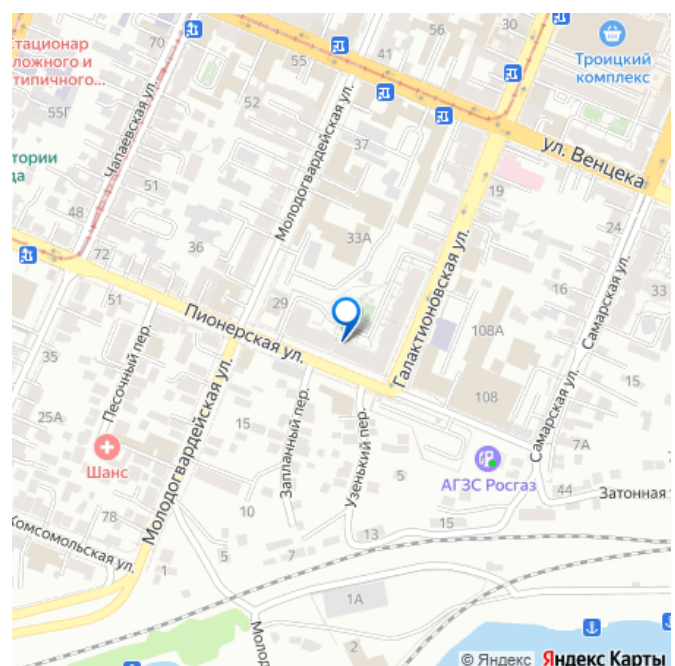 70
55
41
56
30
Троицкий
комплекс
стационар
ложного и
типичного...
55Г
52
37
ул. Венцека
Чапаевская ул.
Молодогвардейская ул.
тории
да
51
19
16
24
48
36
33А
33
72
Галактионовская ул.
Самарская ул.
51
29
Пионерская ул.
108А
35
Песочный пер.
Молодогвардейская ул.
15
Запланный пер.
Узенький пер.
108
15
25А
Шанс
5
АГЗС Росгаз
Самарская ул.
7А
7
78
10
44
Затонная
Комсомольская ул.
13
15
1
5
7
1А
Молод
2
© Яндекс Яндекс Карты